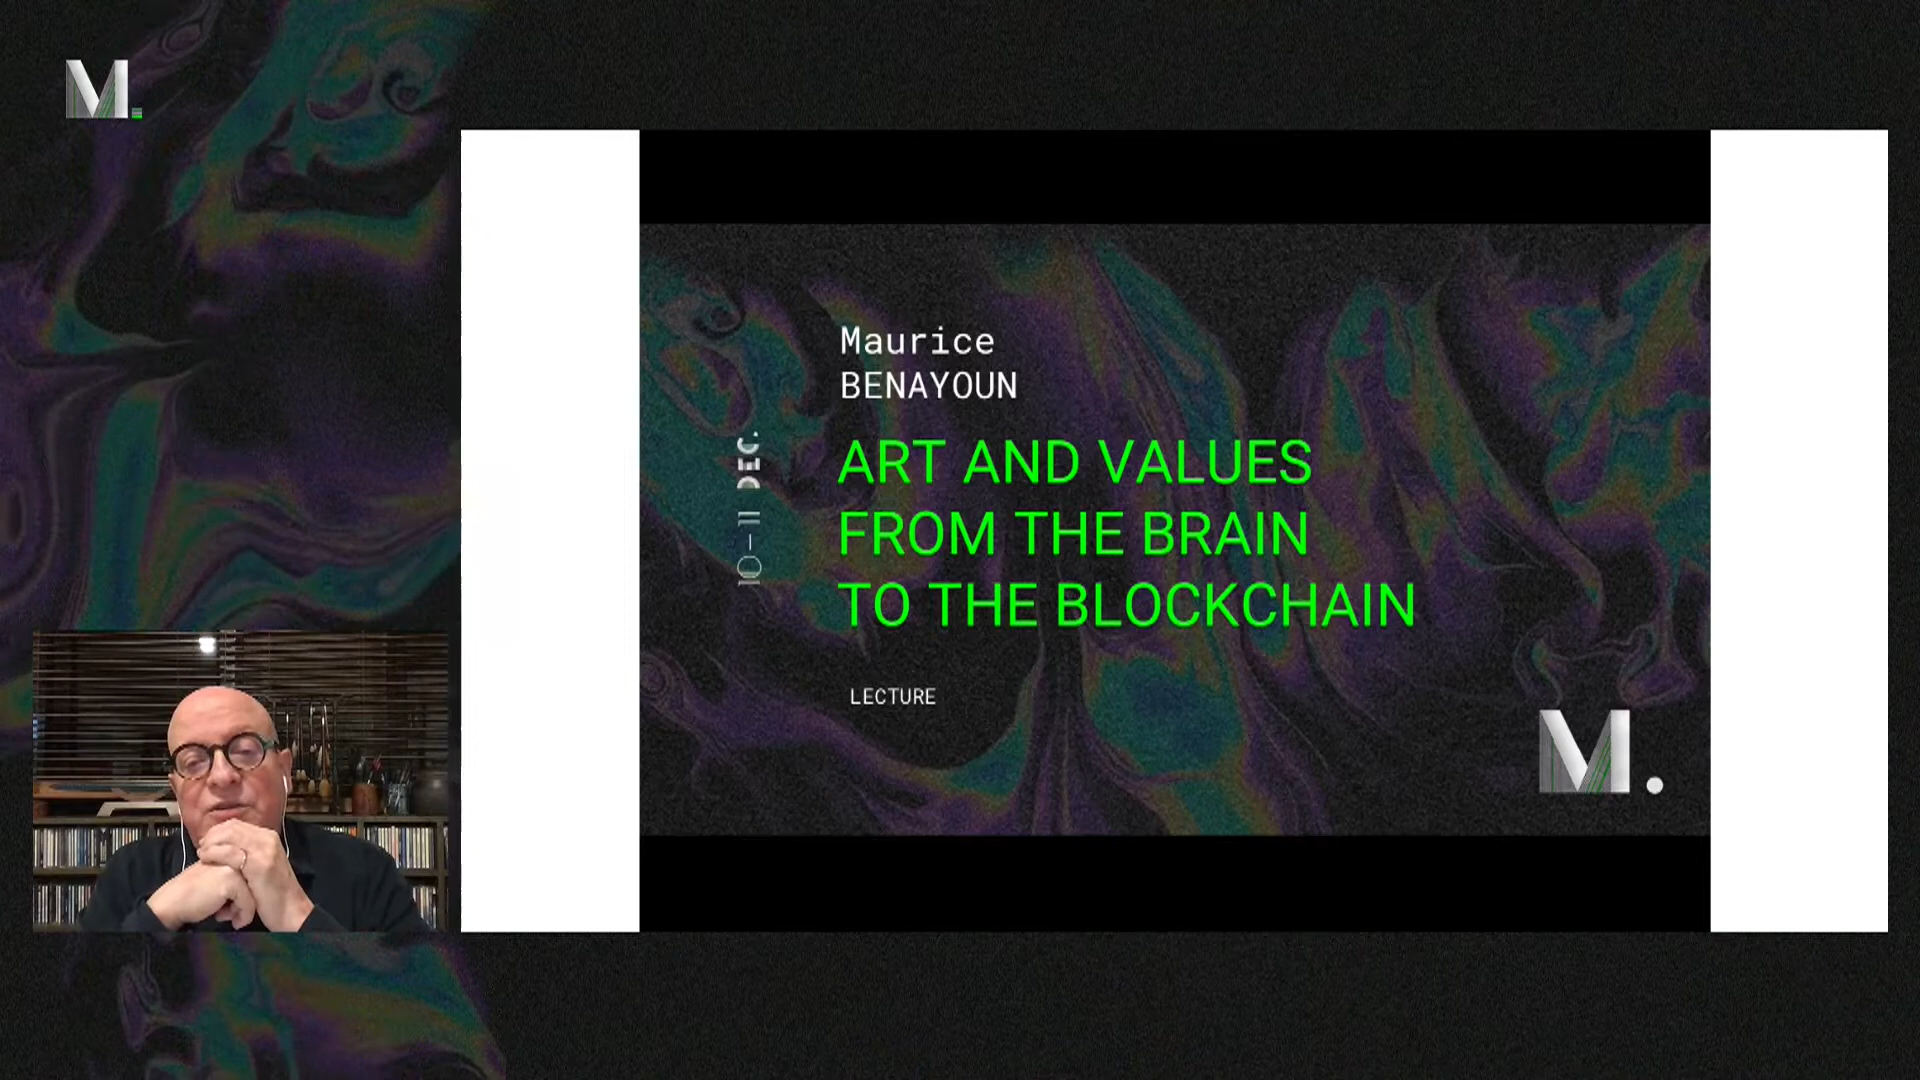 M.
Maurice
BENAYOUN
10–11 DEC.
ART AND VALUES
FROM THE BRAIN
TO THE BLOCKCHAIN
LECTURE
M.